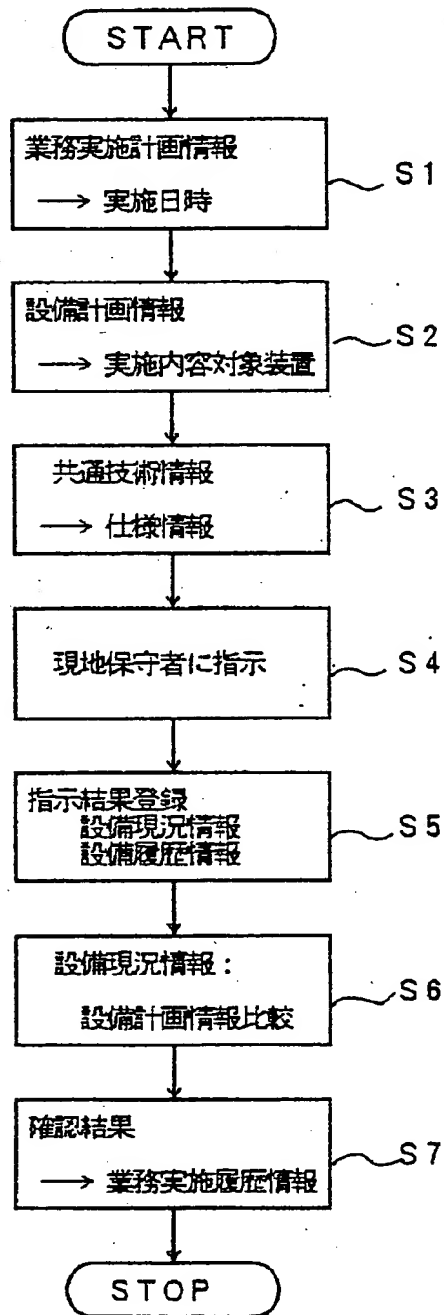 START
業務実施計画情報
→ 実施日時
S1
設備計画情報
→ 実施内容対象装置
S2
共通技術情報
→ 仕様情報
S3
現地保守者に指示
S4
指示結果登録
設備現況情報
設備履歴情報
S5
設備現況情報:
設備計画情報比較
S6
確認結果
→ 業務実施履歴情報
S7
STOP